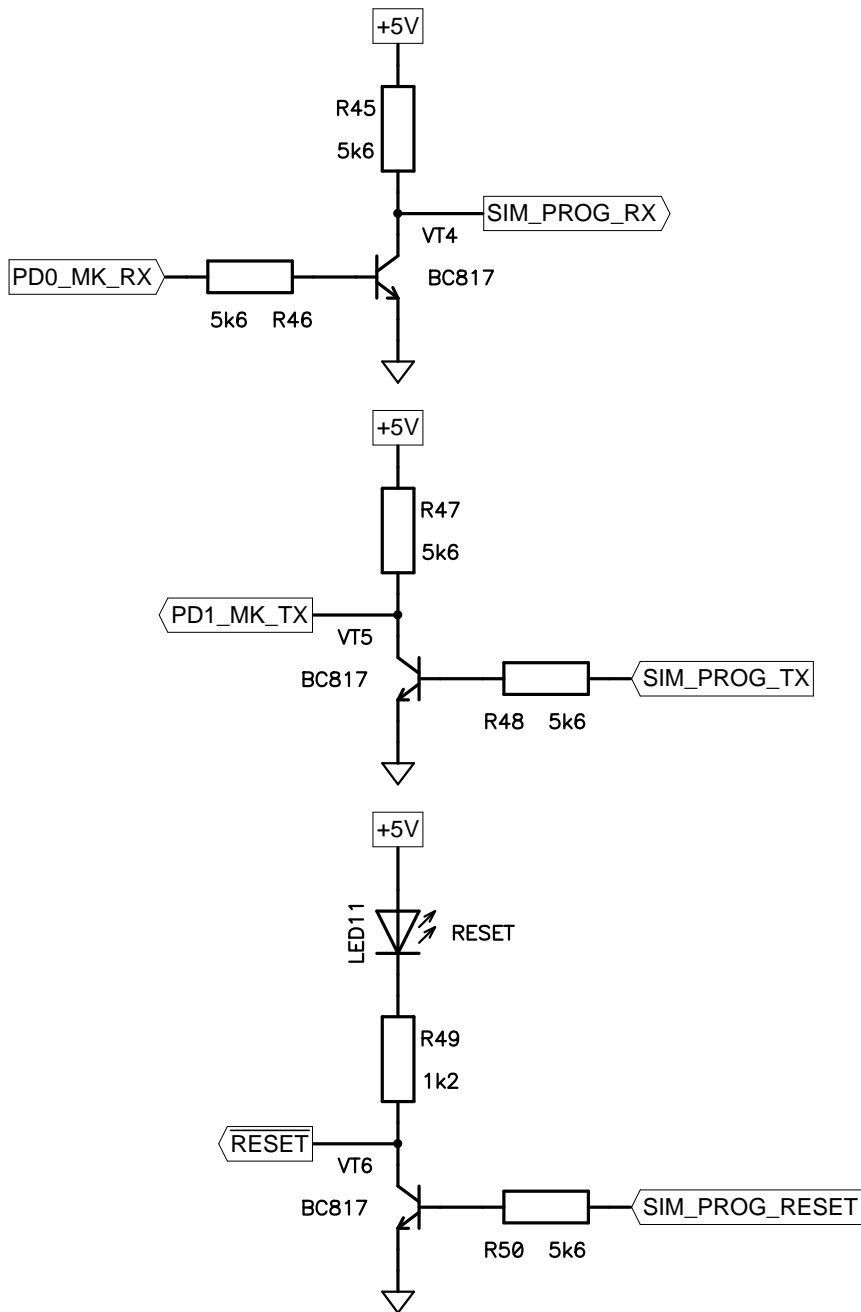 +5V
R45
5k6
SIM_PROG_RX
VT4
PD0_MK_RX
BC817
5k6 R46
+5V
R47
5k6
PD1_MK_TX
VT5
BC817
SIM_PROG_TX
R48 5k6
+5V
LED11
RESET
R49
1k2
RESET
VT6
BC817
SIM_PROG_RESET
R50 5k6